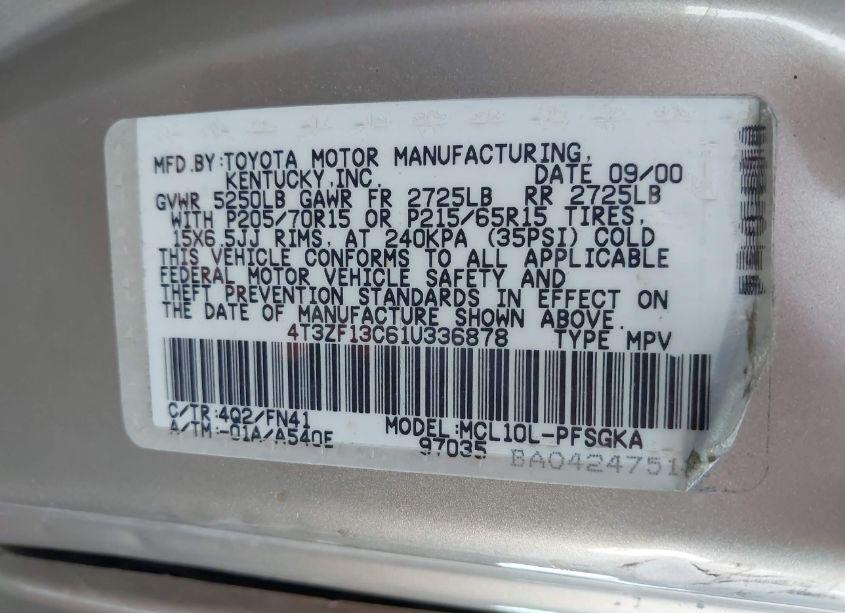 MFD.BY:TOYOTA MOTOR MANUFACTURING,
KENTUCKY,INC. DATE 09/00
GVWR 5250LB GAWR FR 2725LB RR 2725LB
WITH P205/70R15 OR P215/65R15 TIRES,
15X6.5JJ RIMS, AT 240KPA (35PSI) COLD
THIS VEHICLE CONFORMS TO ALL APPLICABLE
FEDERAL MOTOR VEHICLE SAFETY AND
THEFT PREVENTION STANDARDS IN EFFECT ON
THE DATE OF MANUFACTURE SHOWN ABOVE.
4T3ZF13C61U336878 TYPE MPV
C/TR:4Q2/FN41
A/TM:-01A/A540E MODEL:MCL10L-PFSGKA
97035